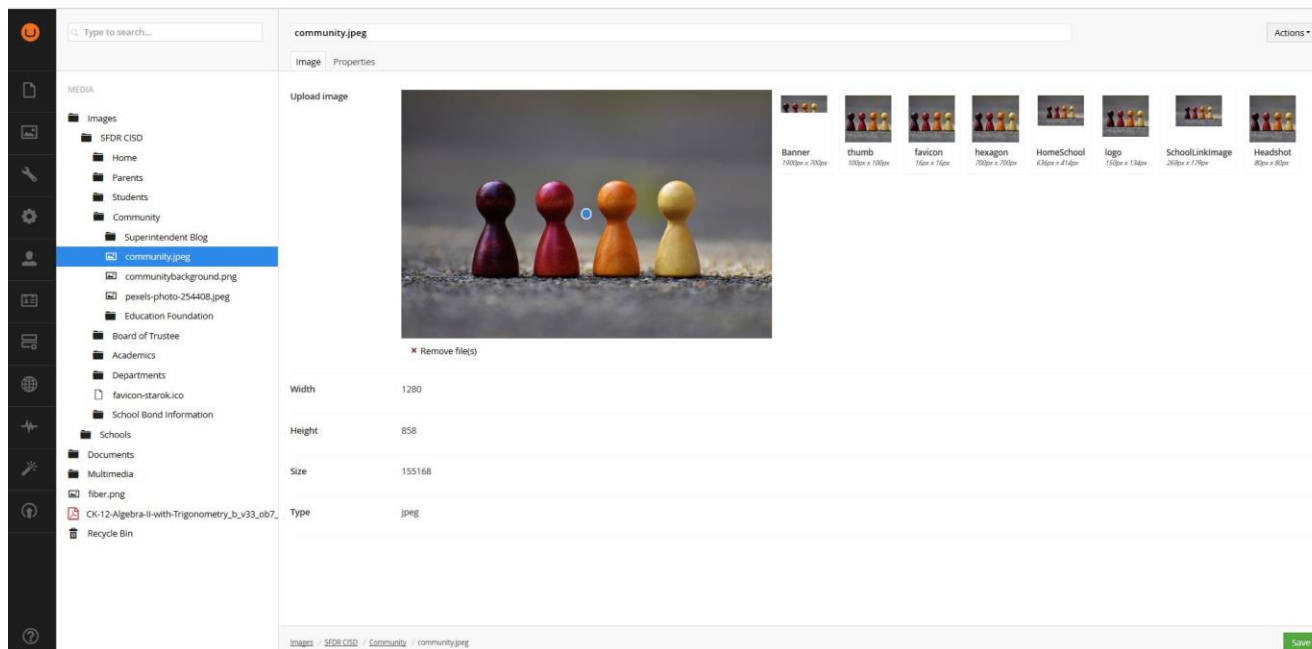 Type to search...
community.jpeg
Actions
Image Properties
MEDIA
Images
SFDR CISD
Home
Parents
Students
Community
Superintendent Blog
community.jpeg
communitybackground.png
pexels-photo-254408.jpeg
Education Foundation
Board of Trustee
Academics
Departments
favicon-starok.ico
School Bond Information
Schools
Documents
Multimedia
fiber.png
CK-12-Algebra-II-with-Trigonometry_b_v33_ob7_
Recycle Bin
Upload image
Remove file(s)
Banner
1900px x 700px
thumb
100px x 100px
favicon
16px x 16px
hexagon
700px x 700px
HomeSchool
636px x 414px
logo
150px x 134px
SchoolLinkImage
269px x 179px
Headshot
80px x 80px
Width 1280
Height 858
Size 155168
Type jpeg
Images / SFDR CISD / Community / community.jpeg
Save